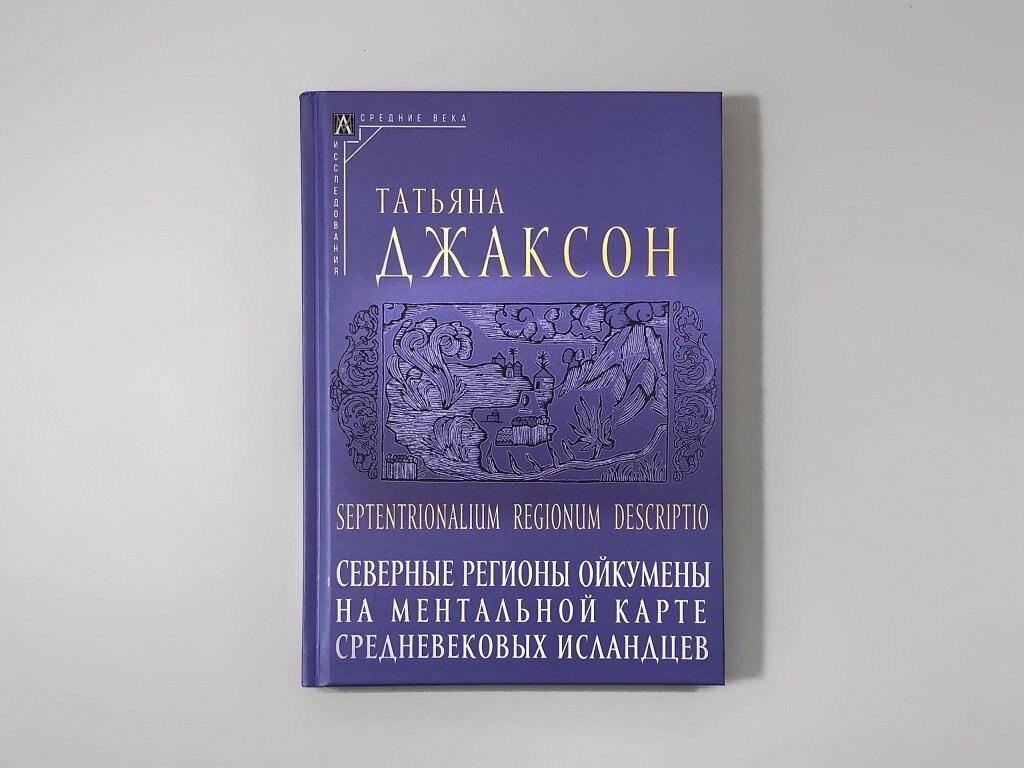 СРЕДНИЕ ВЕКА
ИССЛЕДОВАНИЯ
ТАТЬЯНА
ДЖАКСОН
SEPTENTRIONALIUM REGIONUM DESCRIPTIO
СЕВЕРНЫЕ РЕГИОНЫ ОЙКУМЕНЫ
НА МЕНТАЛЬНОЙ КАРТЕ
СРЕДНЕВЕКОВЫХ ИСЛАНДЦЕВ